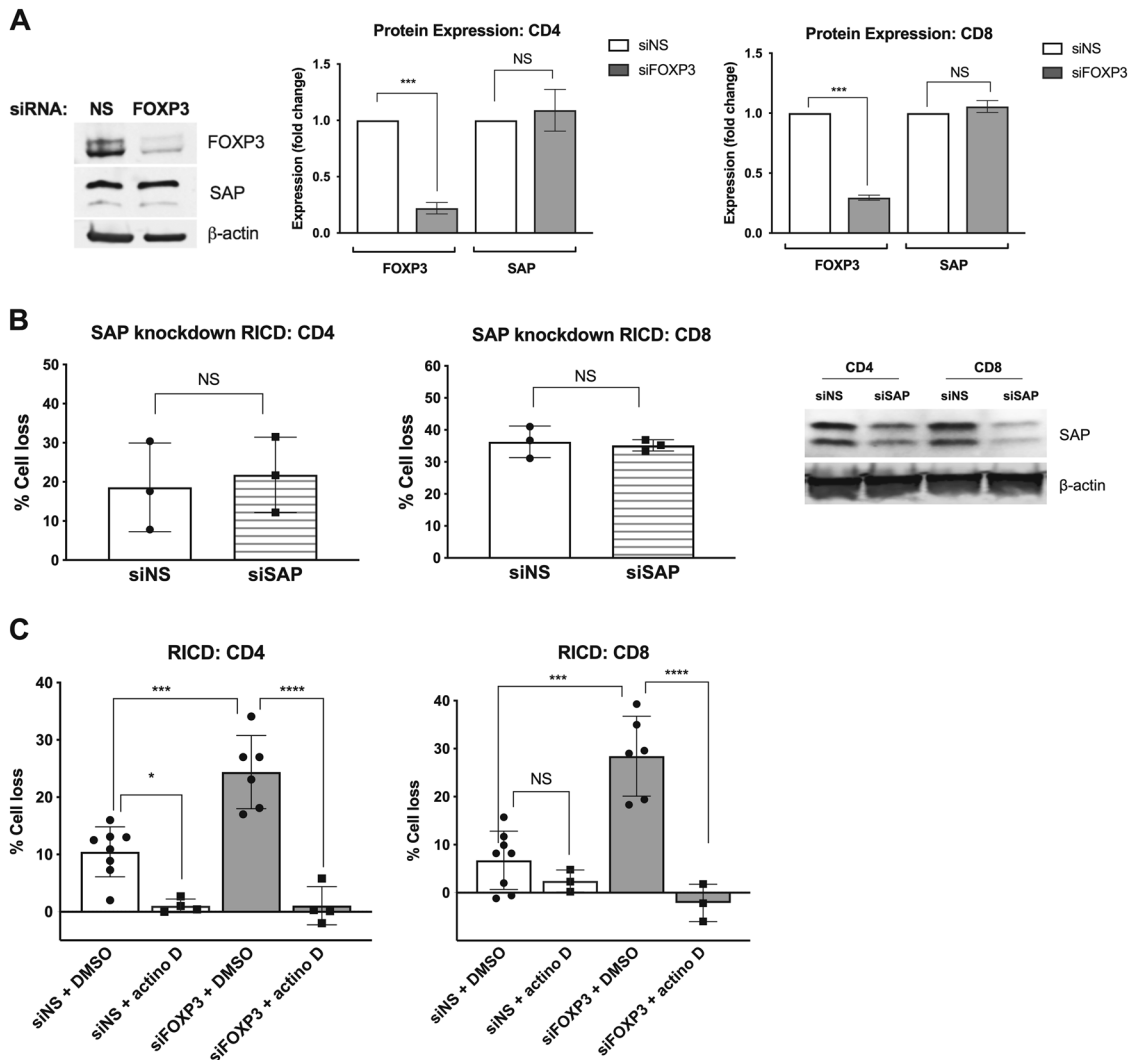 A
siRNA: NS FOXP3
FOXP3
SAP
β-actin
Protein Expression: CD4
siNS
siFOXP3
Expression (fold change)
1.5
1.0
0.5
0.0
***
NS
FOXP3
SAP
Protein Expression: CD8
siNS
siFOXP3
Expression (fold change)
1.5
1.0
0.5
0.0
***
NS
FOXP3
SAP
B
SAP knockdown RICD: CD4
% Cell loss
50
40
30
20
10
0
NS
siNS
siSAP
SAP knockdown RICD: CD8
% Cell loss
60
50
40
30
20
10
0
NS
siNS
siSAP
CD4 CD8
siNS siSAP siNS siSAP
SAP
β-actin
C
RICD: CD4
% Cell loss
40
30
20
10
0
***
****
*
siNS + DMSO
siNS + actino D
siFOXP3 + DMSO
siFOXP3 + actino D
RICD: CD8
% Cell loss
40
30
20
10
0
***
****
NS
siNS + DMSO
siNS + actino D
siFOXP3 + DMSO
siFOXP3 + actino D